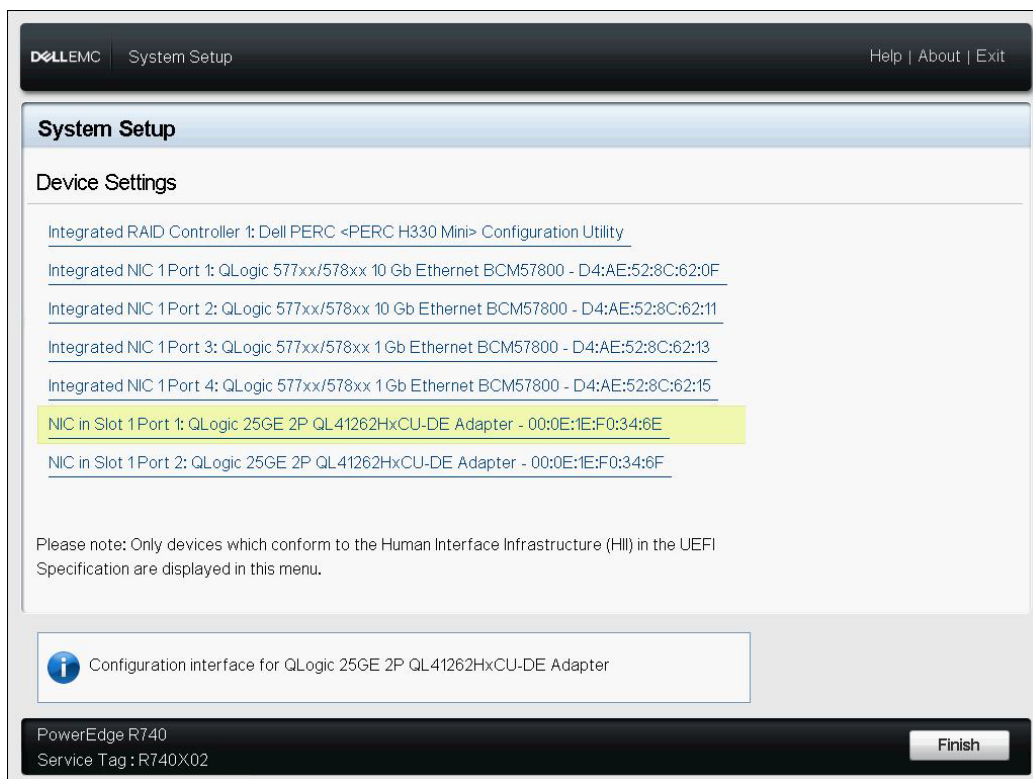 DELLEMC System Setup Help | About | Exit
System Setup
Device Settings
Integrated RAID Controller 1: Dell PERC <PERC H330 Mini> Configuration Utility
Integrated NIC 1 Port 1: QLogic 577xx/578xx 10 Gb Ethernet BCM57800 - D4:AE:52:8C:62:0F
Integrated NIC 1 Port 2: QLogic 577xx/578xx 10 Gb Ethernet BCM57800 - D4:AE:52:8C:62:11
Integrated NIC 1 Port 3: QLogic 577xx/578xx 1 Gb Ethernet BCM57800 - D4:AE:52:8C:62:13
Integrated NIC 1 Port 4: QLogic 577xx/578xx 1 Gb Ethernet BCM57800 - D4:AE:52:8C:62:15
NIC in Slot 1 Port 1: QLogic 25GE 2P QL41262HxCU-DE Adapter - 00:0E:1E:F0:34:6E
NIC in Slot 1 Port 2: QLogic 25GE 2P QL41262HxCU-DE Adapter - 00:0E:1E:F0:34:6F
Please note: Only devices which conform to the Human Interface Infrastructure (HII) in the UEFI
Specification are displayed in this menu.
Configuration interface for QLogic 25GE 2P QL41262HxCU-DE Adapter
PowerEdge R740
Service Tag : R740X02
Finish